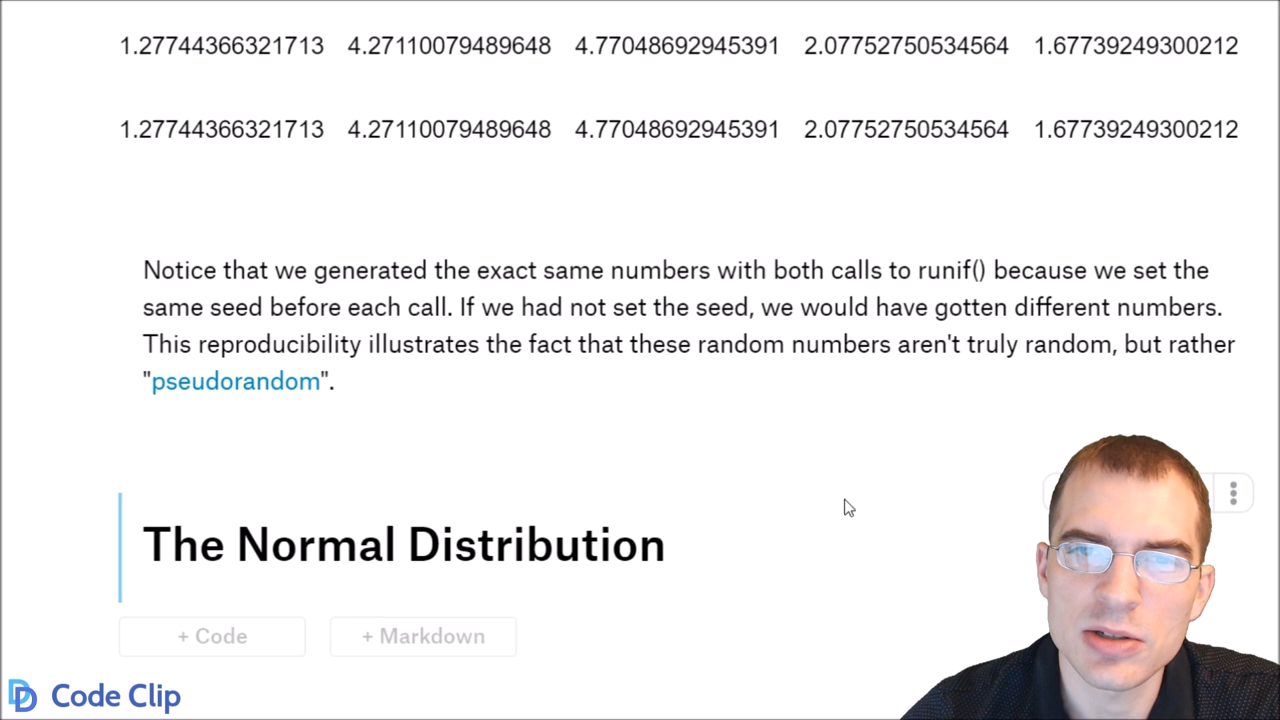 1.27744366321713 4.27110079489648 4.77048692945391 2.07752750534564 1.67739249300212
1.27744366321713 4.27110079489648 4.77048692945391 2.07752750534564 1.67739249300212
Notice that we generated the exact same numbers with both calls to runif() because we set the
same seed before each call. If we had not set the seed, we would have gotten different numbers.
This reproducibility illustrates the fact that these random numbers aren't truly random, but rather
"pseudorandom".
The Normal Distribution
+ Code + Markdown
DD Code Clip